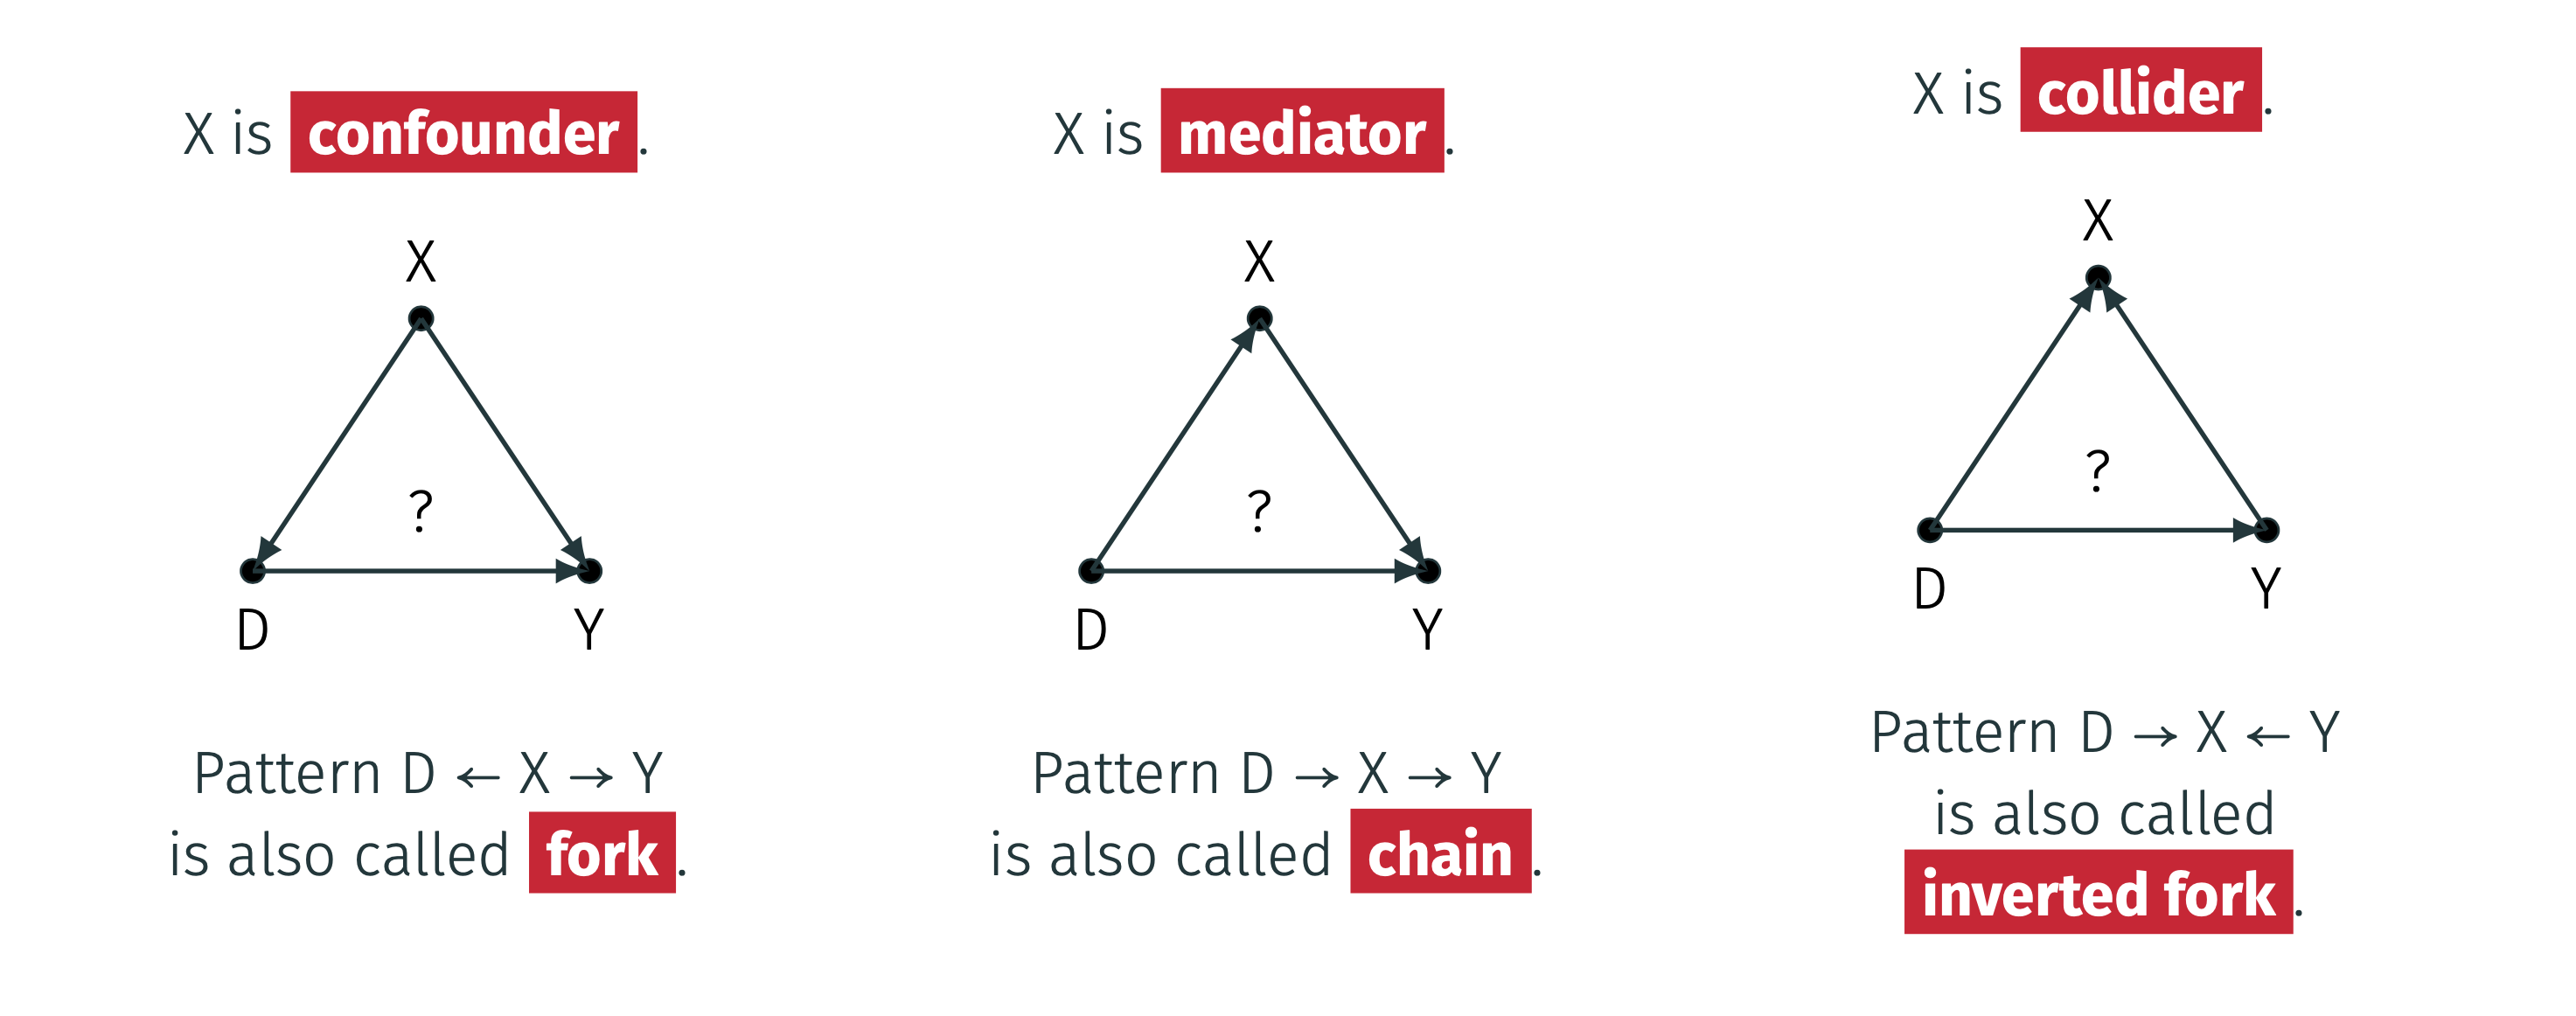 X is confounder.
X
?
D Y
Pattern D ← X → Y
is also called fork.
X is mediator.
X
?
D Y
Pattern D → X → Y
is also called chain.
X is collider.
X
?
D Y
Pattern D → X ← Y
is also called
inverted fork.